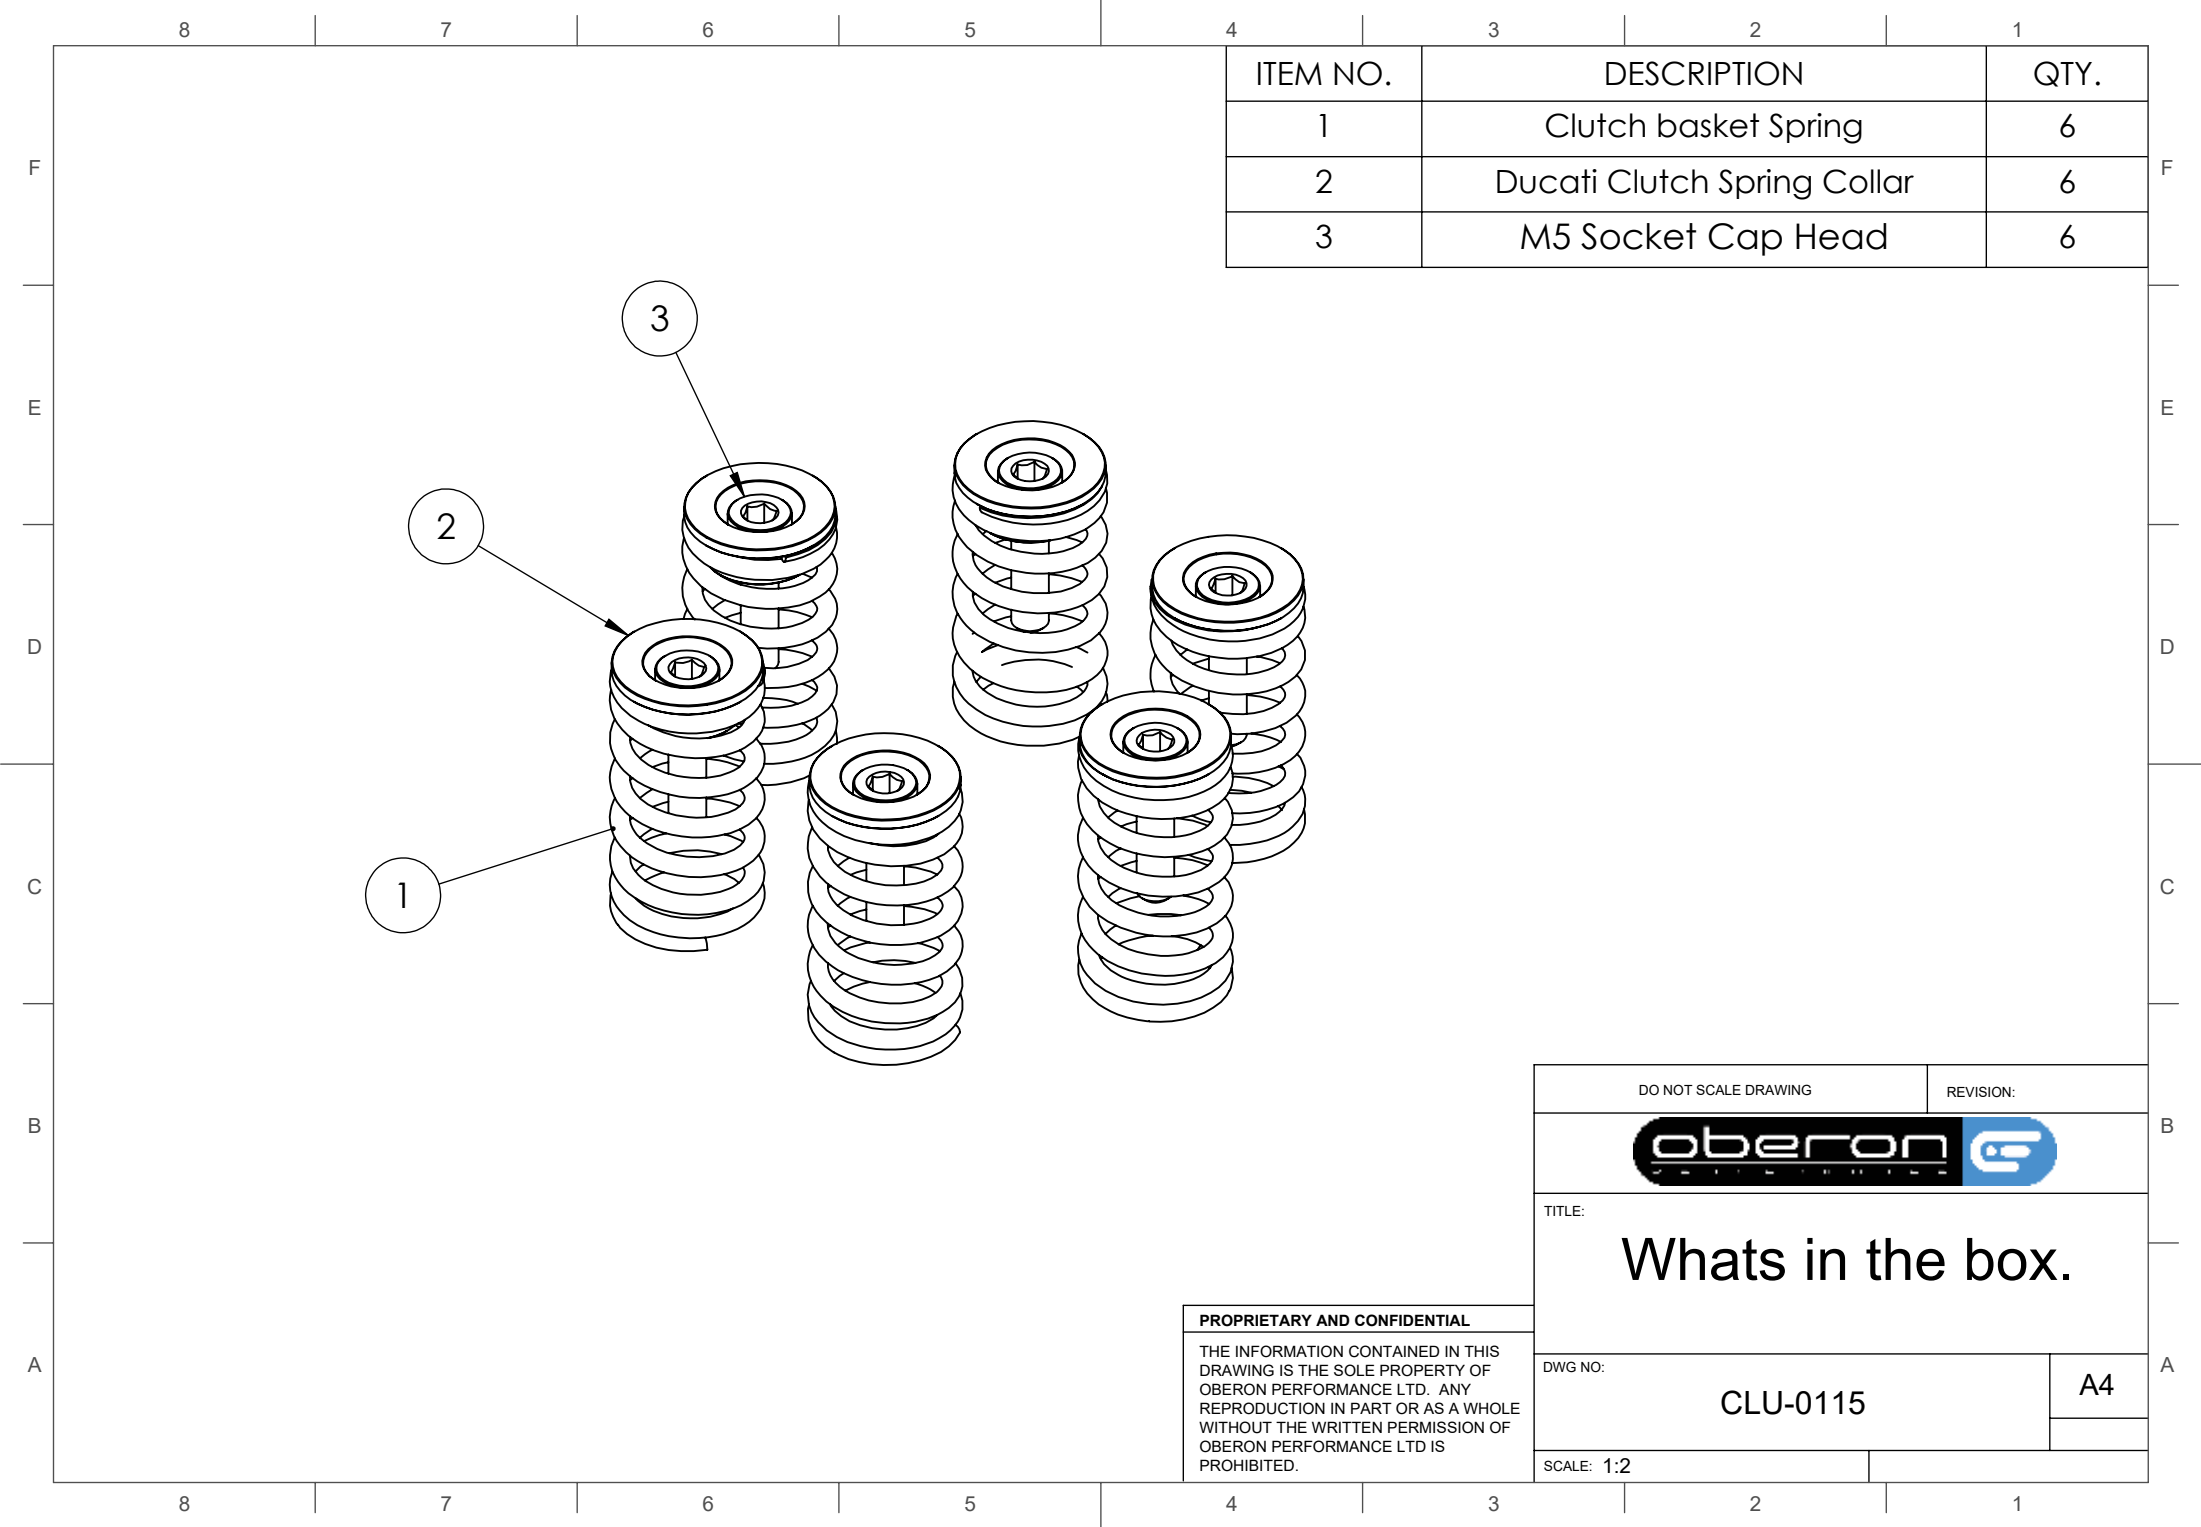 8 7 6 5 4 3 2 1
ITEM NO. DESCRIPTION QTY.
1 Clutch basket Spring 6
2 Ducati Clutch Spring Collar 6
3 M5 Socket Cap Head 6
F F
3
E E
2
D D
1
C C
DO NOT SCALE DRAWING REVISION:
B B
oberon
TITLE:
Whats in the box.
PROPRIETARY AND CONFIDENTIAL
THE INFORMATION CONTAINED IN THIS
DRAWING IS THE SOLE PROPERTY OF
OBERON PERFORMANCE LTD. ANY
REPRODUCTION IN PART OR AS A WHOLE
WITHOUT THE WRITTEN PERMISSION OF
OBERON PERFORMANCE LTD IS
PROHIBITED.
A A
DWG NO:
CLU-0115
A4
SCALE: 1:2
8 7 6 5 4 3 2 1